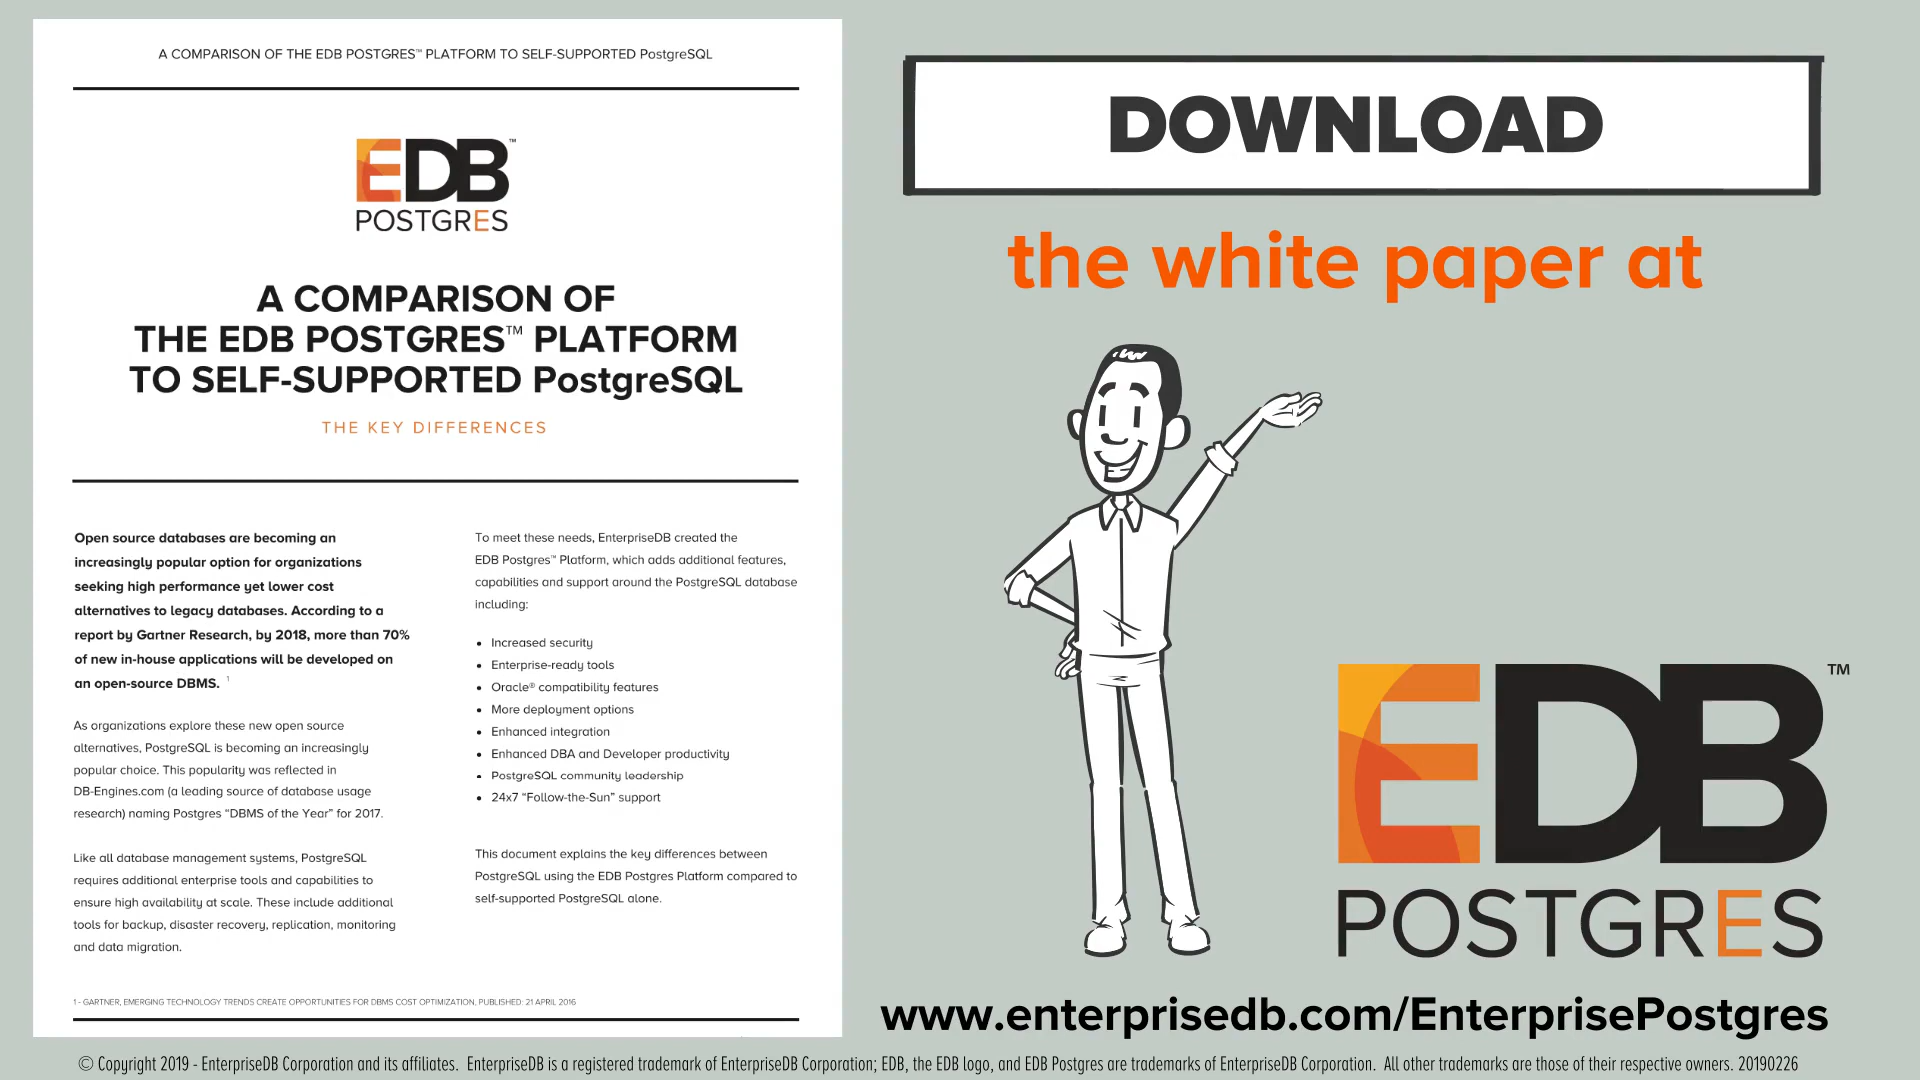 A COMPARISON OF THE EDB POSTGRES™ PLATFORM TO SELF-SUPPORTED PostgreSQL
EDB™
POSTGRES
A COMPARISON OF
THE EDB POSTGRES™ PLATFORM
TO SELF-SUPPORTED PostgreSQL
THE KEY DIFFERENCES
Open source databases are becoming an
increasingly popular option for organizations
seeking high performance yet lower cost
alternatives to legacy databases. According to a
report by Gartner Research, by 2018, more than 70%
of new in-house applications will be developed on
an open-source DBMS. 1
As organizations explore these new open source
alternatives, PostgreSQL is becoming an increasingly
popular choice. This popularity was reflected in
DB-Engines.com (a leading source of database usage
research) naming Postgres “DBMS of the Year” for 2017.
Like all database management systems, PostgreSQL
requires additional enterprise tools and capabilities to
ensure high availability at scale. These include additional
tools for backup, disaster recovery, replication, monitoring
and data migration.
To meet these needs, EnterpriseDB created the
EDB Postgres™ Platform, which adds additional features,
capabilities and support around the PostgreSQL database
including:
• Increased security
• Enterprise-ready tools
• Oracle® compatibility features
• More deployment options
• Enhanced integration
• Enhanced DBA and Developer productivity
• PostgreSQL community leadership
• 24x7 “Follow-the-Sun” support
This document explains the key differences between
PostgreSQL using the EDB Postgres Platform compared to
self-supported PostgreSQL alone.
1 - GARTNER, EMERGING TECHNOLOGY TRENDS CREATE OPPORTUNITIES FOR DBMS COST OPTIMIZATION, PUBLISHED: 21 APRIL 2016
DOWNLOAD
the white paper at
EDB™
POSTGRES
www.enterprisedb.com/EnterprisePostgres
© Copyright 2019 - EnterpriseDB Corporation and its affiliates. EnterpriseDB is a registered trademark of EnterpriseDB Corporation; EDB, the EDB logo, and EDB Postgres are trademarks of EnterpriseDB Corporation. All other trademarks are those of their respective owners. 20190226